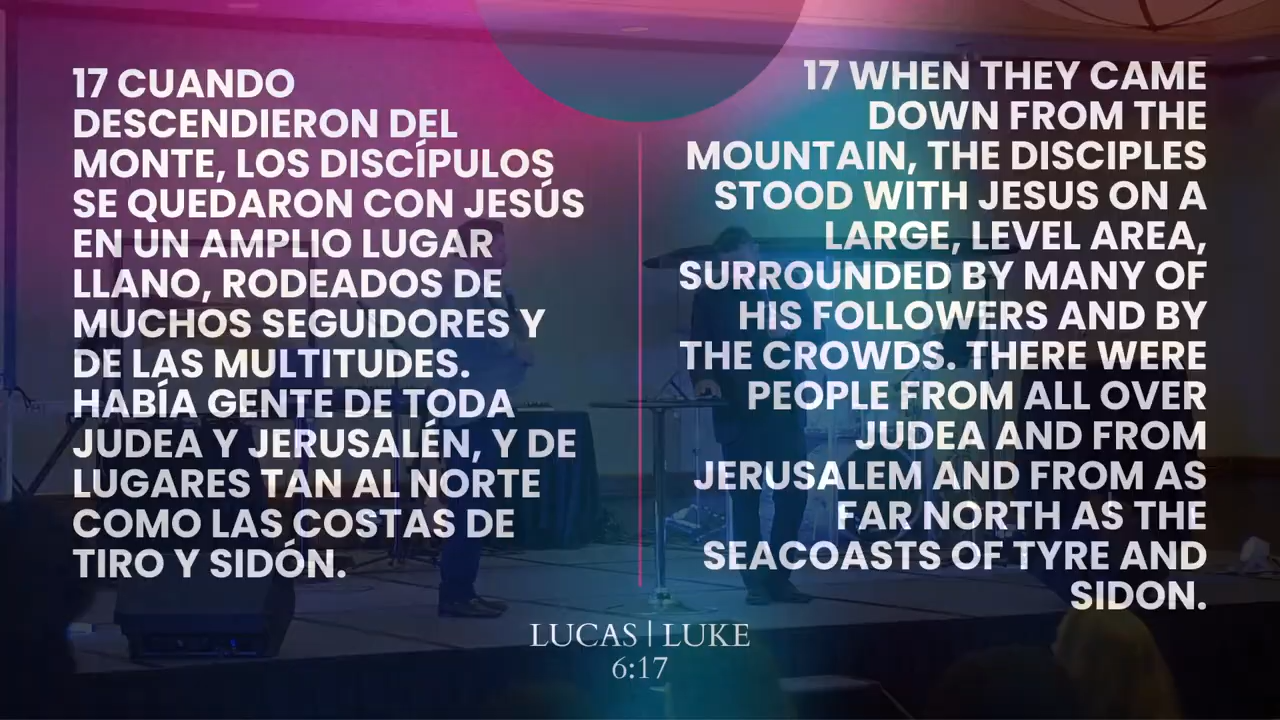 17 CUANDO
DESCENDIERON DEL
MONTE, LOS DISCÍPULOS
SE QUEDARON CON JESÚS
EN UN AMPLIO LUGAR
LLANO, RODEADOS DE
MUCHOS SEGUIDORES Y
DE LAS MULTITUDES.
HABÍA GENTE DE TODA
JUDEA Y JERUSALÉN, Y DE
LUGARES TAN AL NORTE
COMO LAS COSTAS DE
TIRO Y SIDÓN.
17 WHEN THEY CAME
DOWN FROM THE
MOUNTAIN, THE DISCIPLES
STOOD WITH JESUS ON A
LARGE, LEVEL AREA,
SURROUNDED BY MANY OF
HIS FOLLOWERS AND BY
THE CROWDS. THERE WERE
PEOPLE FROM ALL OVER
JUDEA AND FROM
JERUSALEM AND FROM AS
FAR NORTH AS THE
SEACOASTS OF TYRE AND
SIDON.
LUCAS | LUKE
6:17